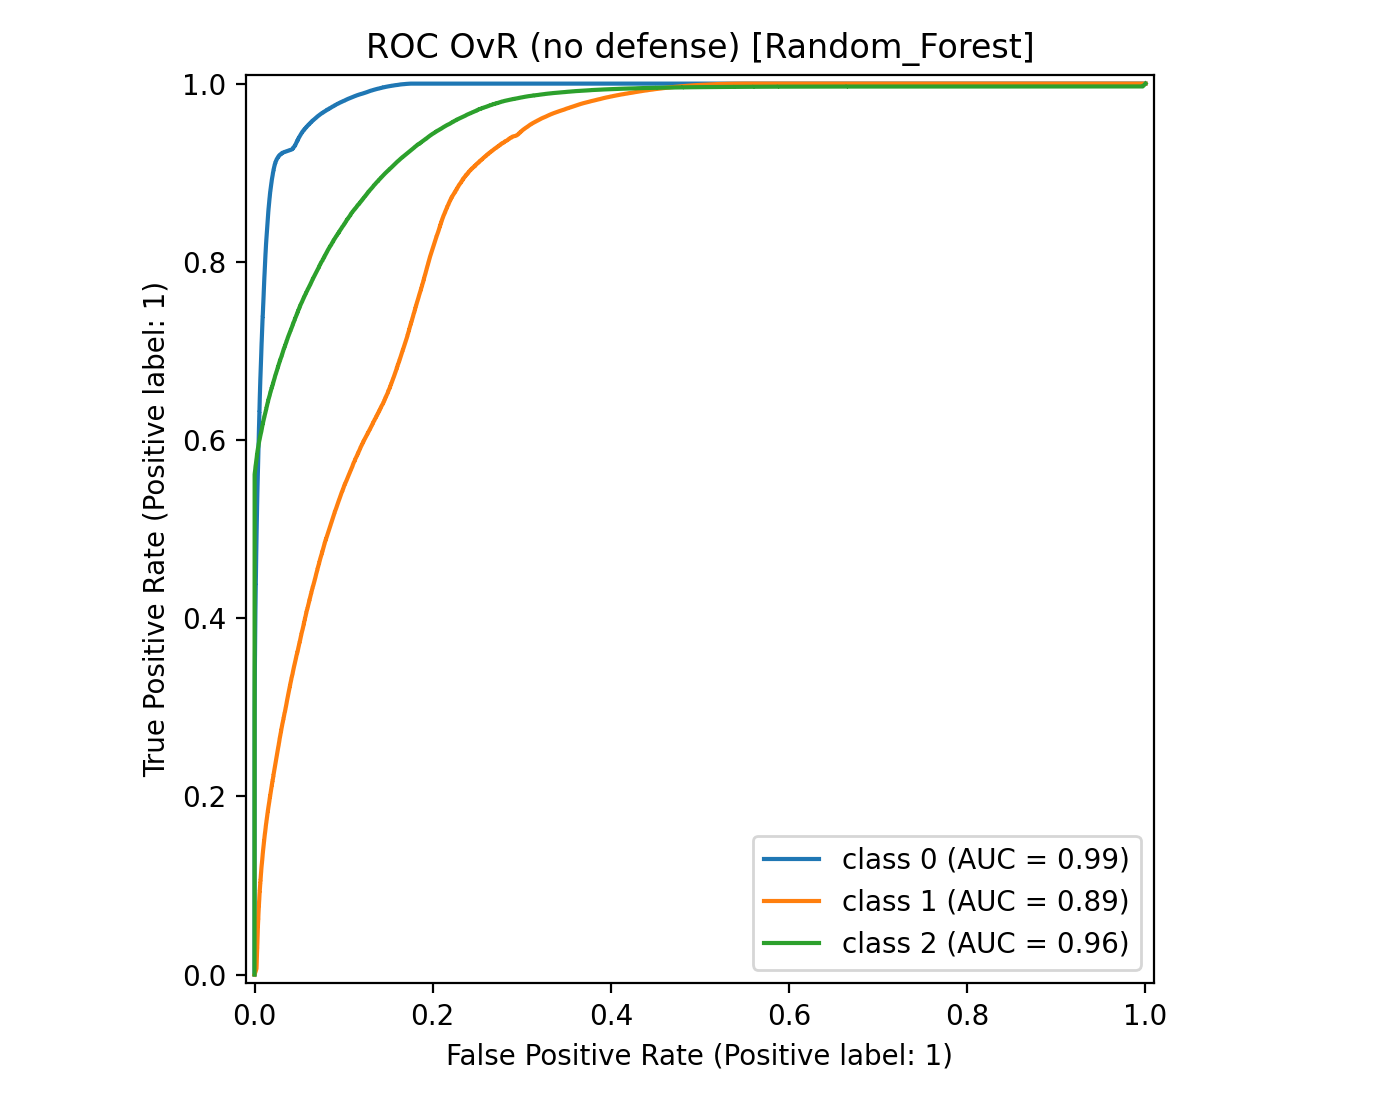 ROC OvR (no defense) [Random_Forest]
1.0
0.8
0.6
0.4
0.2
0.0
True Positive Rate (Positive label: 1)
class 0 (AUC = 0.99)
class 1 (AUC = 0.89)
class 2 (AUC = 0.96)
0.0 0.2 0.4 0.6 0.8 1.0
False Positive Rate (Positive label: 1)